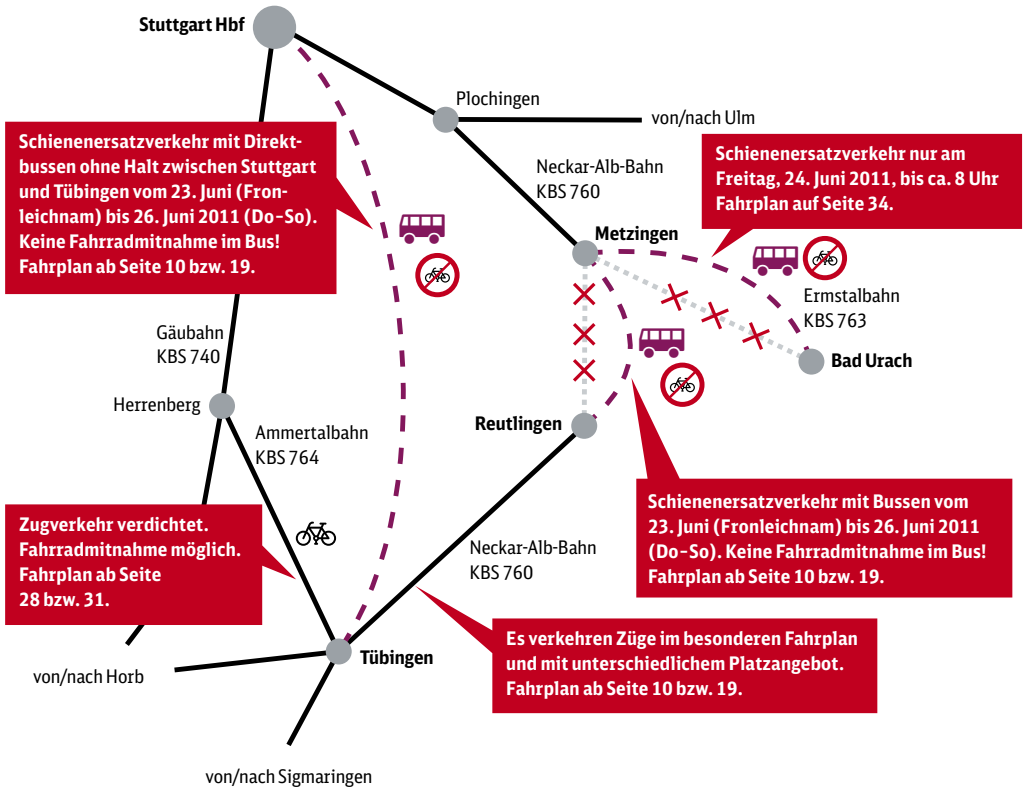 Stuttgart Hbf
Plochingen
von/nach Ulm
Schienenersatzverkehr mit Direkt-
bussen ohne Halt zwischen Stuttgart
und Tübingen vom 23. Juni (Fron-
leichnam) bis 26. Juni 2011 (Do–So).
Keine Fahrradmitnahme im Bus!
Fahrplan ab Seite 10 bzw. 19.
Neckar-Alb-Bahn
KBS 760
Schienenersatzverkehr nur am
Freitag, 24. Juni 2011, bis ca. 8 Uhr
Fahrplan auf Seite 34.
Metzingen
Ermstalbahn
KBS 763
Bad Urach
Gäubahn
KBS 740
Herrenberg
Ammertalbahn
KBS 764
Reutlingen
Schienenersatzverkehr mit Bussen vom
23. Juni (Fronleichnam) bis 26. Juni 2011
(Do–So). Keine Fahrradmitnahme im Bus!
Fahrplan ab Seite 10 bzw. 19.
Zugverkehr verdichtet.
Fahrradmitnahme möglich.
Fahrplan ab Seite
28 bzw. 31.
Neckar-Alb-Bahn
KBS 760
Es verkehren Züge im besonderen Fahrplan
und mit unterschiedlichem Platzangebot.
Fahrplan ab Seite 10 bzw. 19.
Tübingen
von/nach Horb
von/nach Sigmaringen